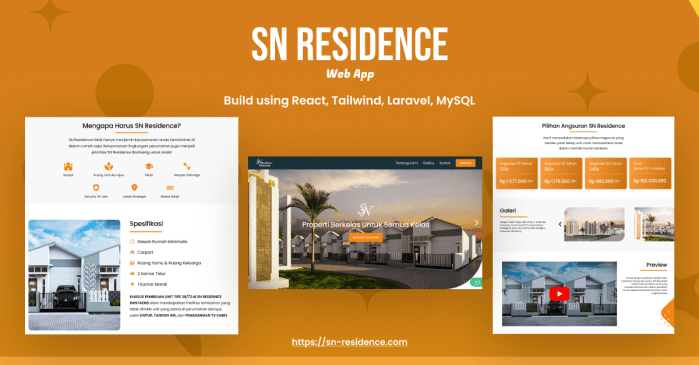 SN RESIDENCE
Web App
Build using React, Tailwind, Laravel, MySQL
Mengapa Harus SN Residence?
SN Residence tidak hanya menjamin kenyamanan anda beristirahat di
dalam rumah saja, kenyamanan lingkungan perumahan juga menjadi
prioritas SN Residence Bantaeng untuk anda!
Masjid
Ruang Terbuka Hijau
Sarana Olahraga
Security 24 Jam
Lokasi Strategis
Bebas Banjir
Spesifikasi
Desain Rumah Minimalis
Carport
Ruang Tamu & Ruang Keluarga
2 Kamar Tidur
1 Kamar Mandi
KHUSUS PEMBELIAN UNIT TIPE 36/72 di SN RESIDENCE
BANTAENG akan mendapatkan fasilitas tambahan yang
tidak dimiliki unit yang sama di perumahan lainnya,
yakni DAPUR, TANDON AIR, dan PEMASANGAN TV KABEL
Tentang Kami
Gallery
Kontak
SN
Properti Berkelas Untuk Semua Kelas
Pilihan Angsuran SN Residence
Angsuran 10 Tahun
120x
Rp 1.577.000
Angsuran 15 Tahun
180x
Rp 1.178.000
Angsuran 20 Tahun
240x
Rp 982.000
Rp 150.000.000
Galeri
Preview
https://sn-residence.com